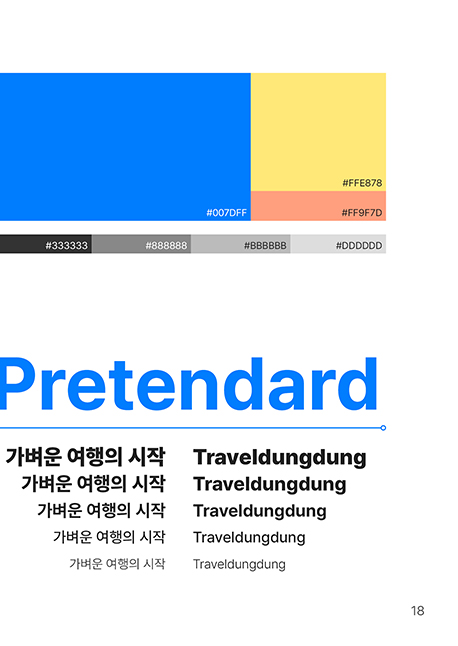 #FFE878
#007DFF
#FF9F7D
#333333 #888888 #BBBBBB #DDDDDD
Pretendard
가벼운 여행의 시작 Traveldungdung
가벼운 여행의 시작 Traveldungdung
가벼운 여행의 시작 Traveldungdung
가벼운 여행의 시작 Traveldungdung
가벼운 여행의 시작 Traveldungdung
18